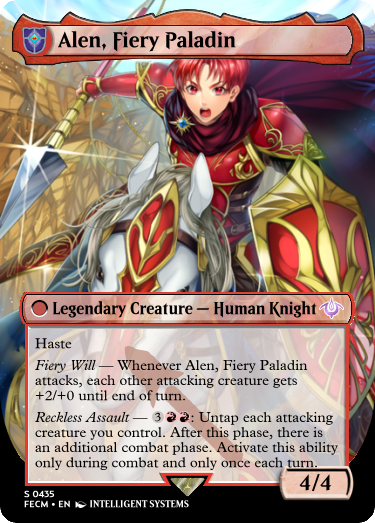 Alen, Fiery Paladin
Legendary Creature — Human Knight
Haste
Fiery Will — Whenever Alen, Fiery Paladin
attacks, each other attacking creature gets
+2/+0 until end of turn.
Reckless Assault — 3 : Untap each attacking
creature you control. After this phase, there is
an additional combat phase. Activate this ability
only during combat and only once each turn.
4/4
S 0435
FECM • EN INTELLIGENT SYSTEMS